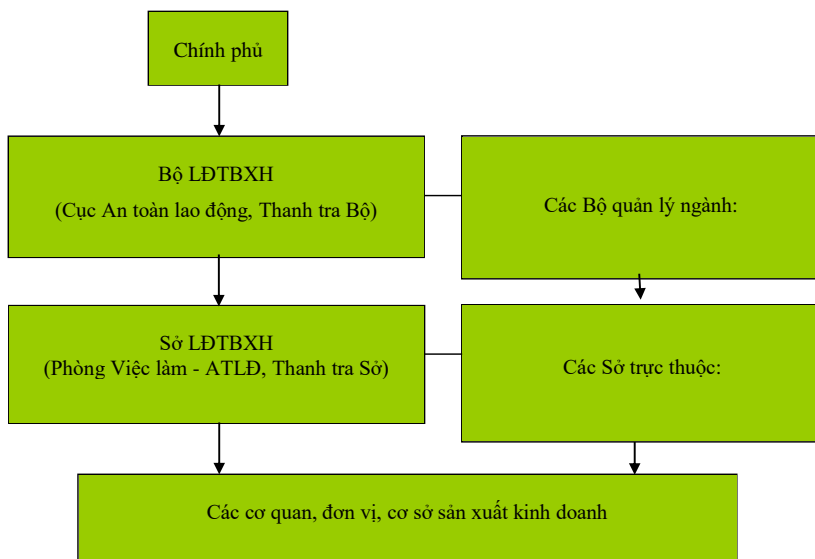 Chính phủ
Bộ LĐTBXH
(Cục An toàn lao động, Thanh tra Bộ)
Các Bộ quản lý ngành:
Sở LĐTBXH
(Phòng Việc làm - ATLĐ, Thanh tra Sở)
Các Sở trực thuộc:
Các cơ quan, đơn vị, cơ sở sản xuất kinh doanh